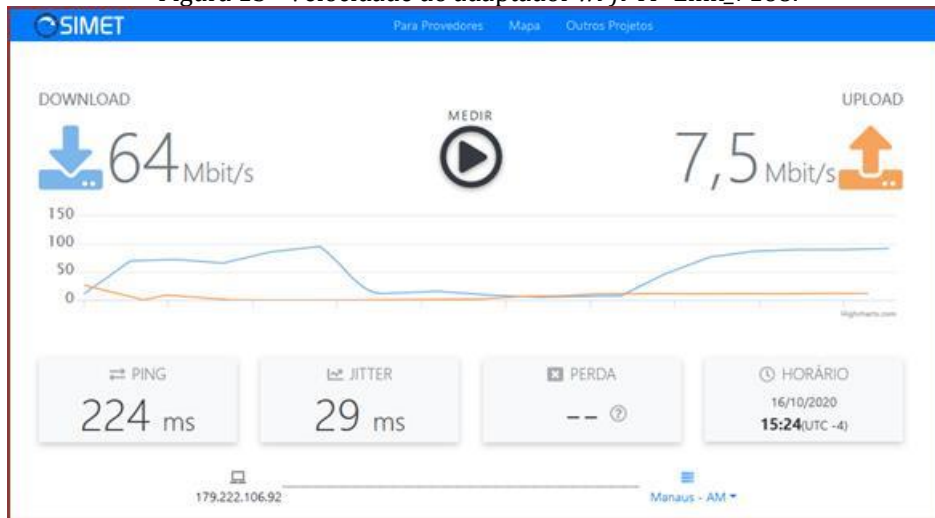 SIMET
Para Provedores Mapa Outros Projetos
DOWNLOAD
UPLOAD
MEDIR
64 Mbit/s
7,5 Mbit/s
150
100
50
0
Highcharts.com
PING
224 ms
JITTER
29 ms
PERDA
-- ?
HORÁRIO
16/10/2020
15:24(UTC -4)
179.222.106.92
Manaus - AM